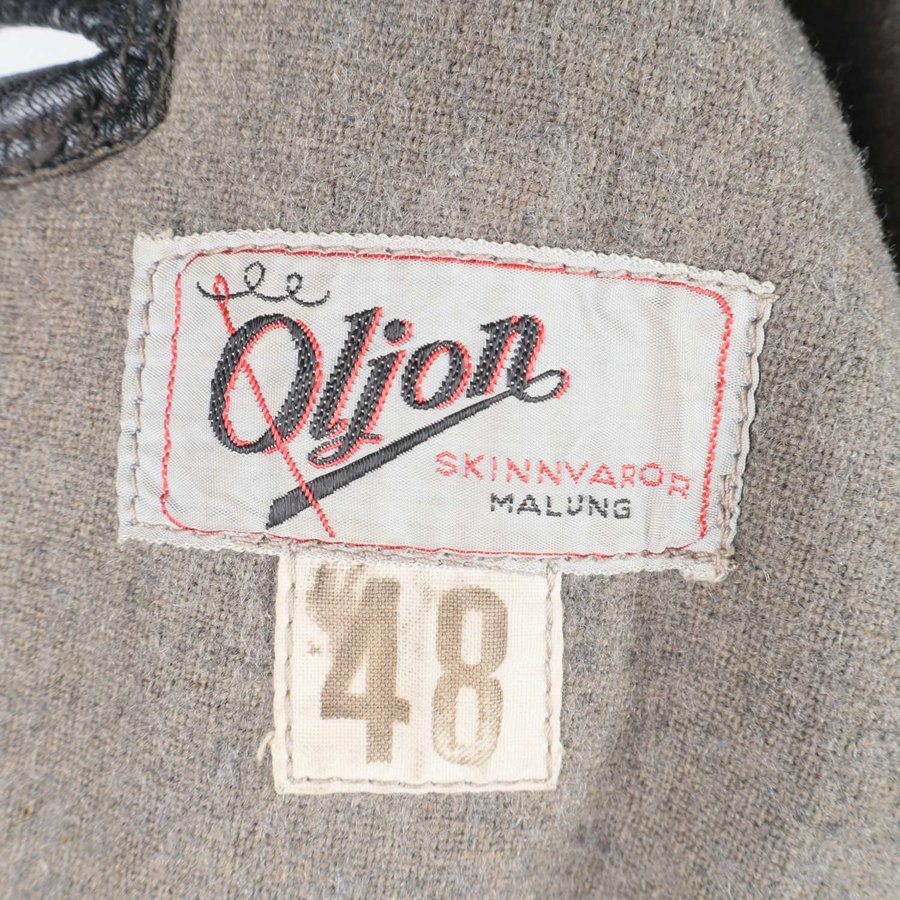 Oljon
SKINNVAROR
MALUNG
48